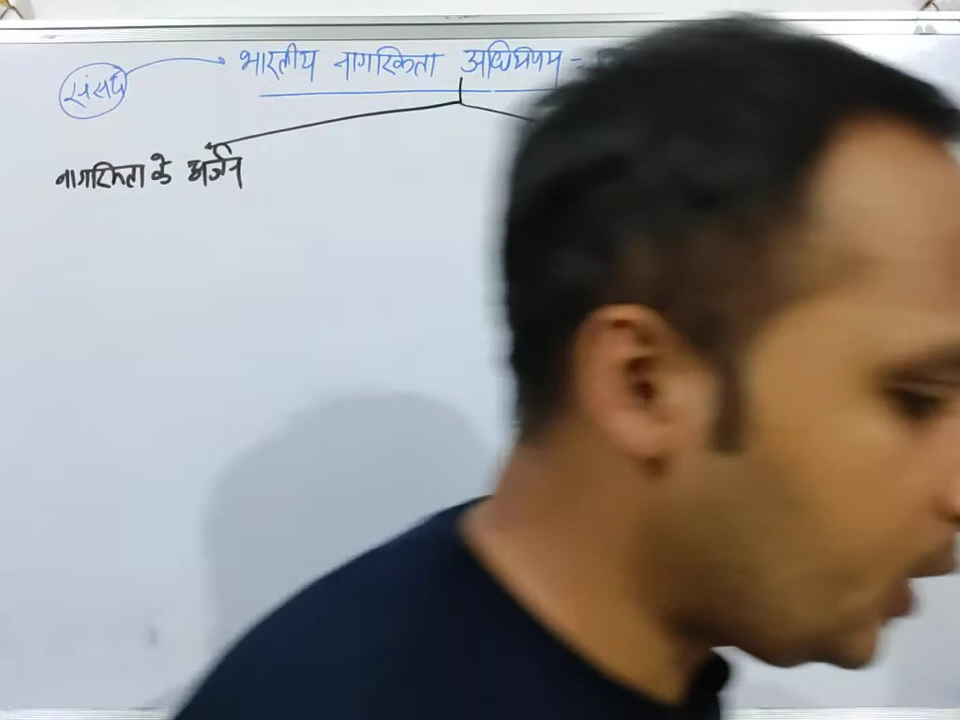 संसद
भारतीय नागरिकता अधिनियम -
नागरिकता के अर्जन